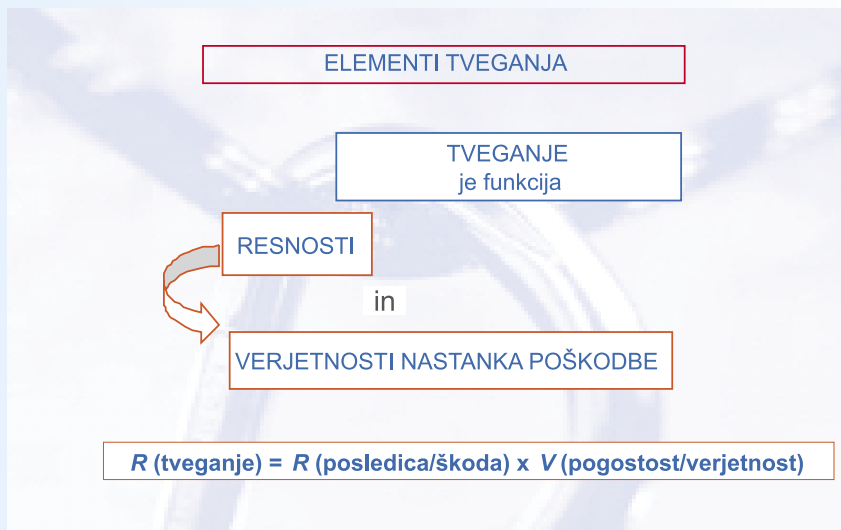 ELEMENTI TVEGANJA
TVEGANJE
je funkcija
RESNOSTI
in
VERJETNOSTI NASTANKA POŠKODBE
R (tveganje) = R (posledica/škoda) x V (pogostost/verjetnost)